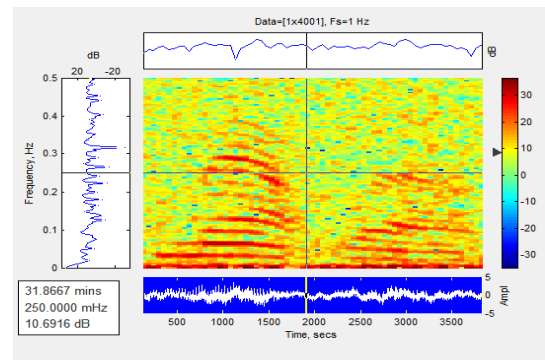 Data=[1x4001], Fs=1 Hz
dB
20 -20
dB
Frequency, Hz
0.5
0.4
0.3
0.2
0.1
0
30
20
10
0
-10
-20
-30
31.8667 mins
250.0000 mHz
10.6916 dB
5
0
-5
Ampl
500 1000 1500 2000 2500 3000 3500
Time, secs